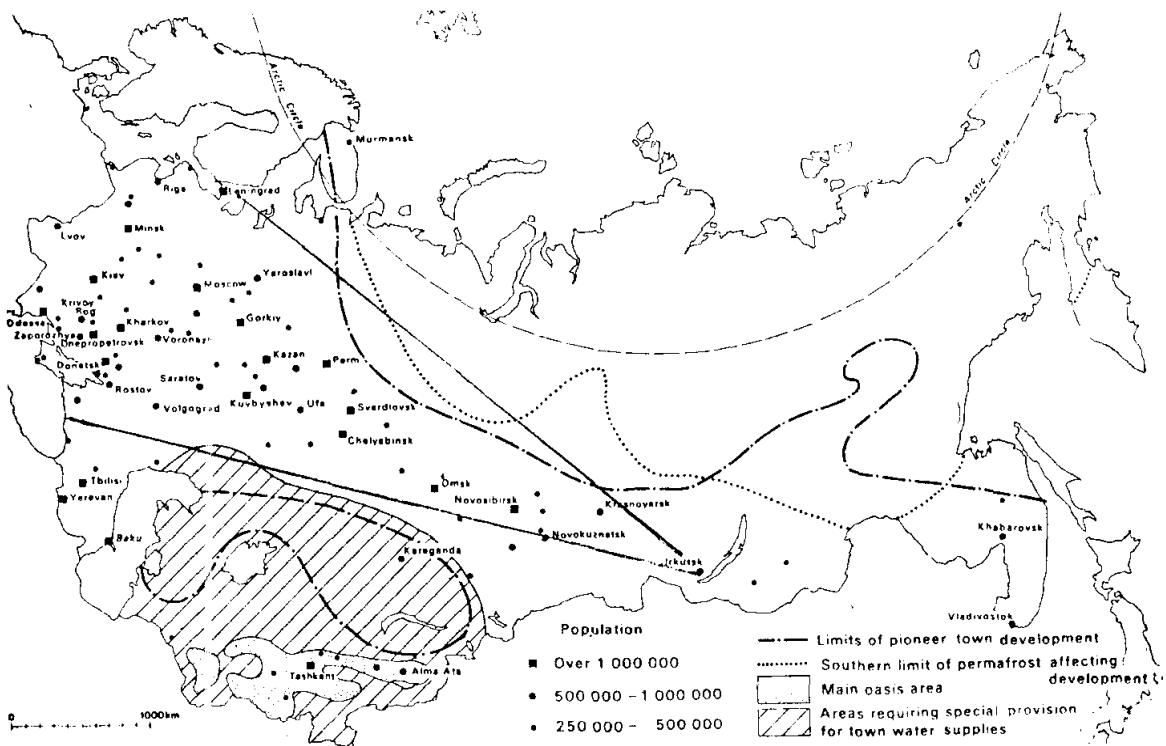 Arctic Circle
Murmansk
Arctic Circle
Riga
Leningrad
Lvov
Minsk
Kiev
Moscow
Yaroslavl
Krivoy
Rog
Gorkiy
Odessa
Kharkov
Zaporozhye
Dnepropetrovsk
Voronezh
Kazan
Perm
Donetsk
Saratov
Rostov
Kuybyshev
Ufa
Sverdlovsk
Volgograd
Chelyabinsk
Tbilisi
Omsk
Yerevan
Novosibirsk
Krasnoyarsk
Khabarovsk
Baku
Novokuznetsk
Karaganda
Irkutsk
Vladivostok
Tashkent
Alma Ata
Population
Over 1 000 000
500 000 - 1 000 000
250 000 - 500 000
Limits of pioneer town development
Southern limit of permafrost affecting
development
Main oasis area
Areas requiring special provision
for town water supplies
0 1000km